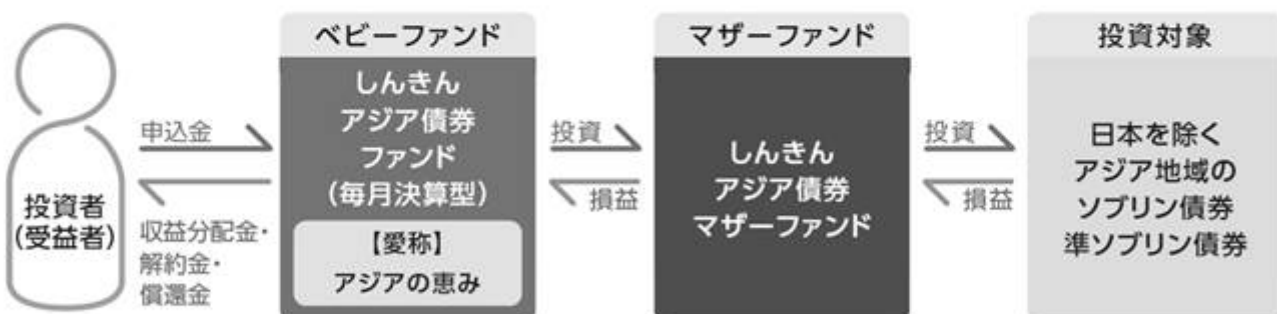 投資者
(受益者)
申込金
収益分配金・
解約金・
償還金
ベビーファンド
しんきん
アジア債券
ファンド
(毎月決算型)
【愛称】
アジアの恵み
投資
損益
マザーファンド
しんきん
アジア債券
マザーファンド
投資
損益
投資対象
日本を除く
アジア地域の
ソブリン債券
準ソブリン債券